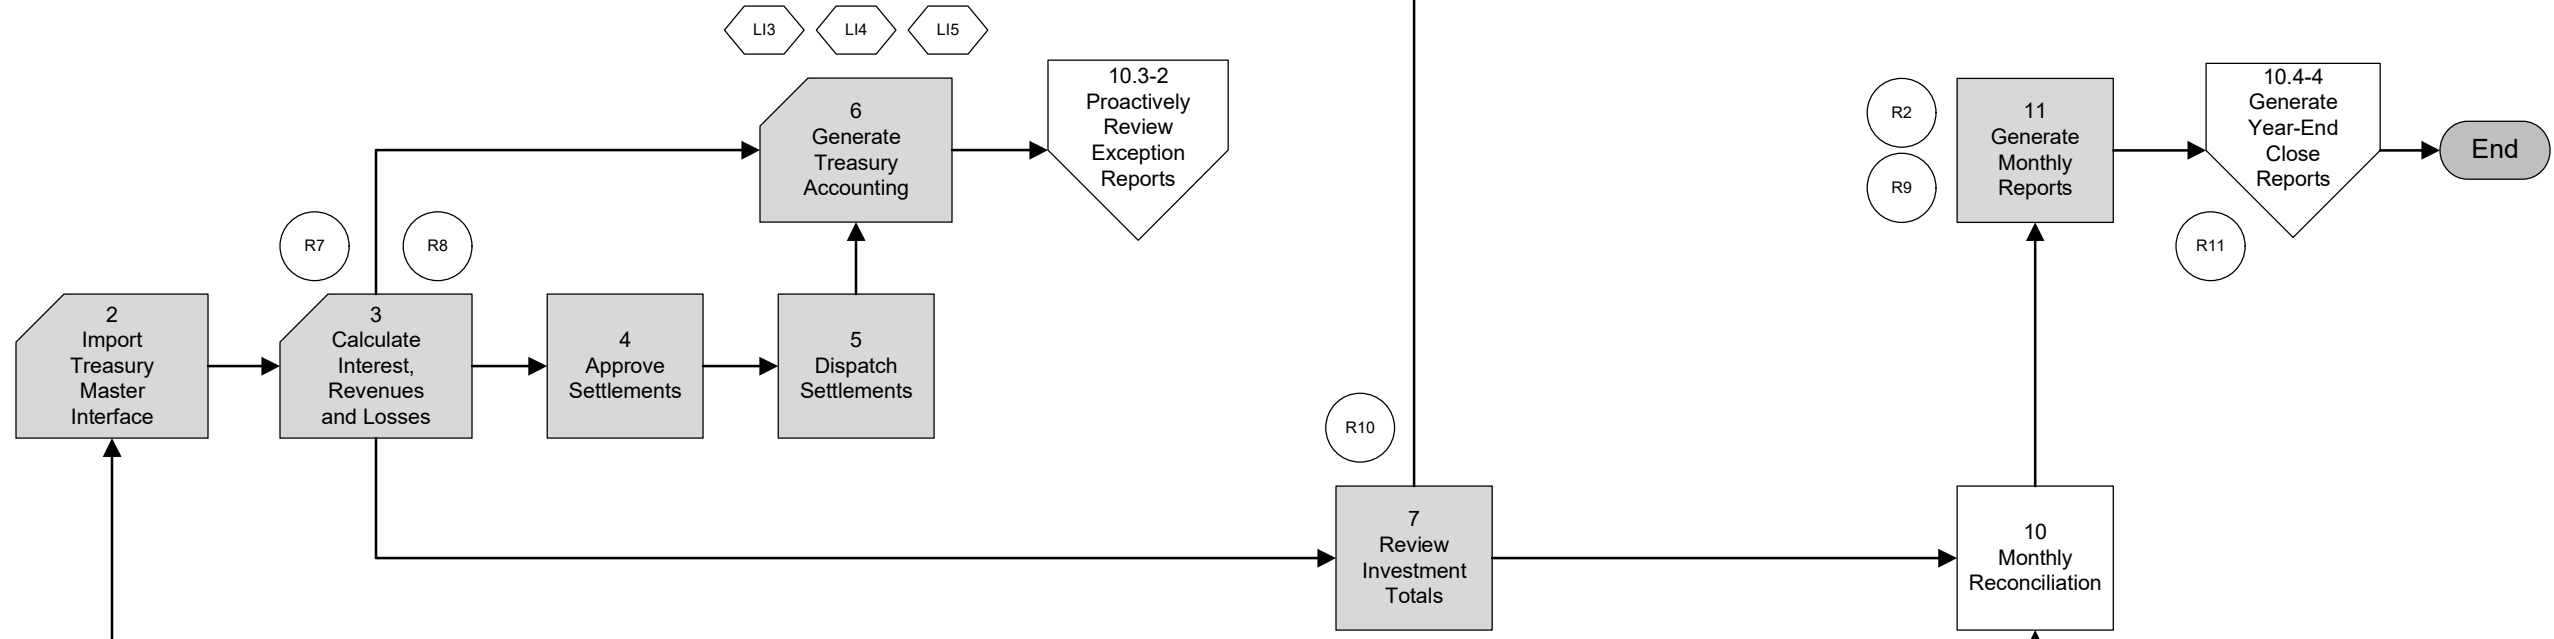 LI3
LI4
LI5
10.3-2
Proactively
Review
Exception
Reports
6
Generate
Treasury
Accounting
R2
R9
11
Generate
Monthly
Reports
10.4-4
Generate
Year-End
Close
Reports
End
R11
R7
R8
2
Import
Treasury
Master
Interface
3
Calculate
Interest,
Revenues
and Losses
4
Approve
Settlements
5
Dispatch
Settlements
R10
7
Review
Investment
Totals
10
Monthly
Reconciliation